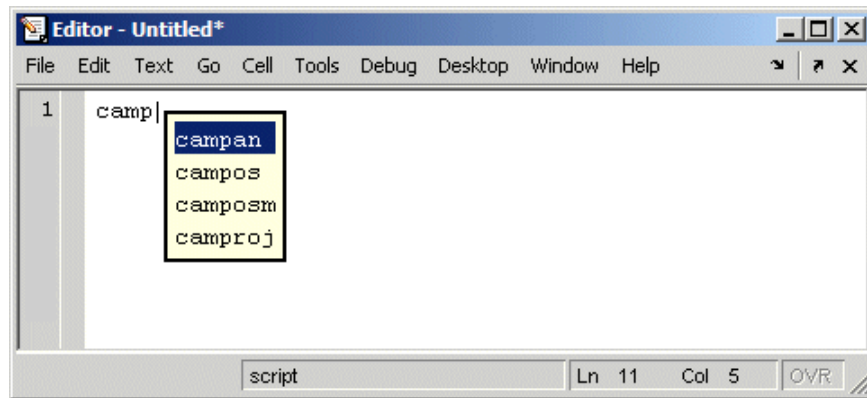 Editor - Untitled*
File Edit Text Go Cell Tools Debug Desktop Window Help
1 camp
campan
campos
camposm
camproj
script Ln 11 Col 5 OVR